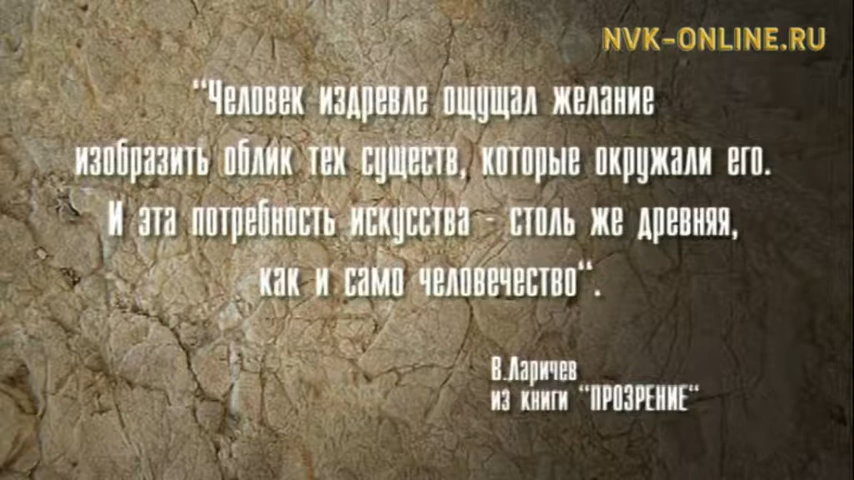 NVK-ONLINE.RU
“Человек издревле ощущал желание
изобразить облик тех существ, которые окружали его.
И эта потребность искусства - столь же древняя,
как и само человечество“.
В.Ларичев
из книги “ПРОЗРЕНИЕ“